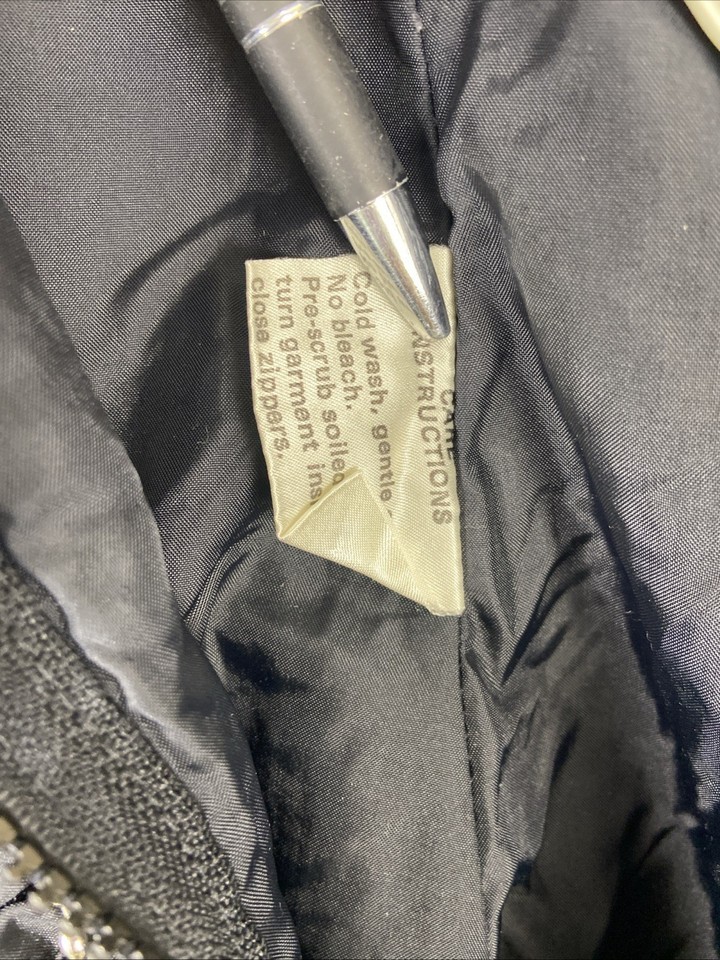 CARE
INSTRUCTIONS
Cold wash, gentle
No bleach.
Pre-scrub soiled
turn garment ins
close zippers.